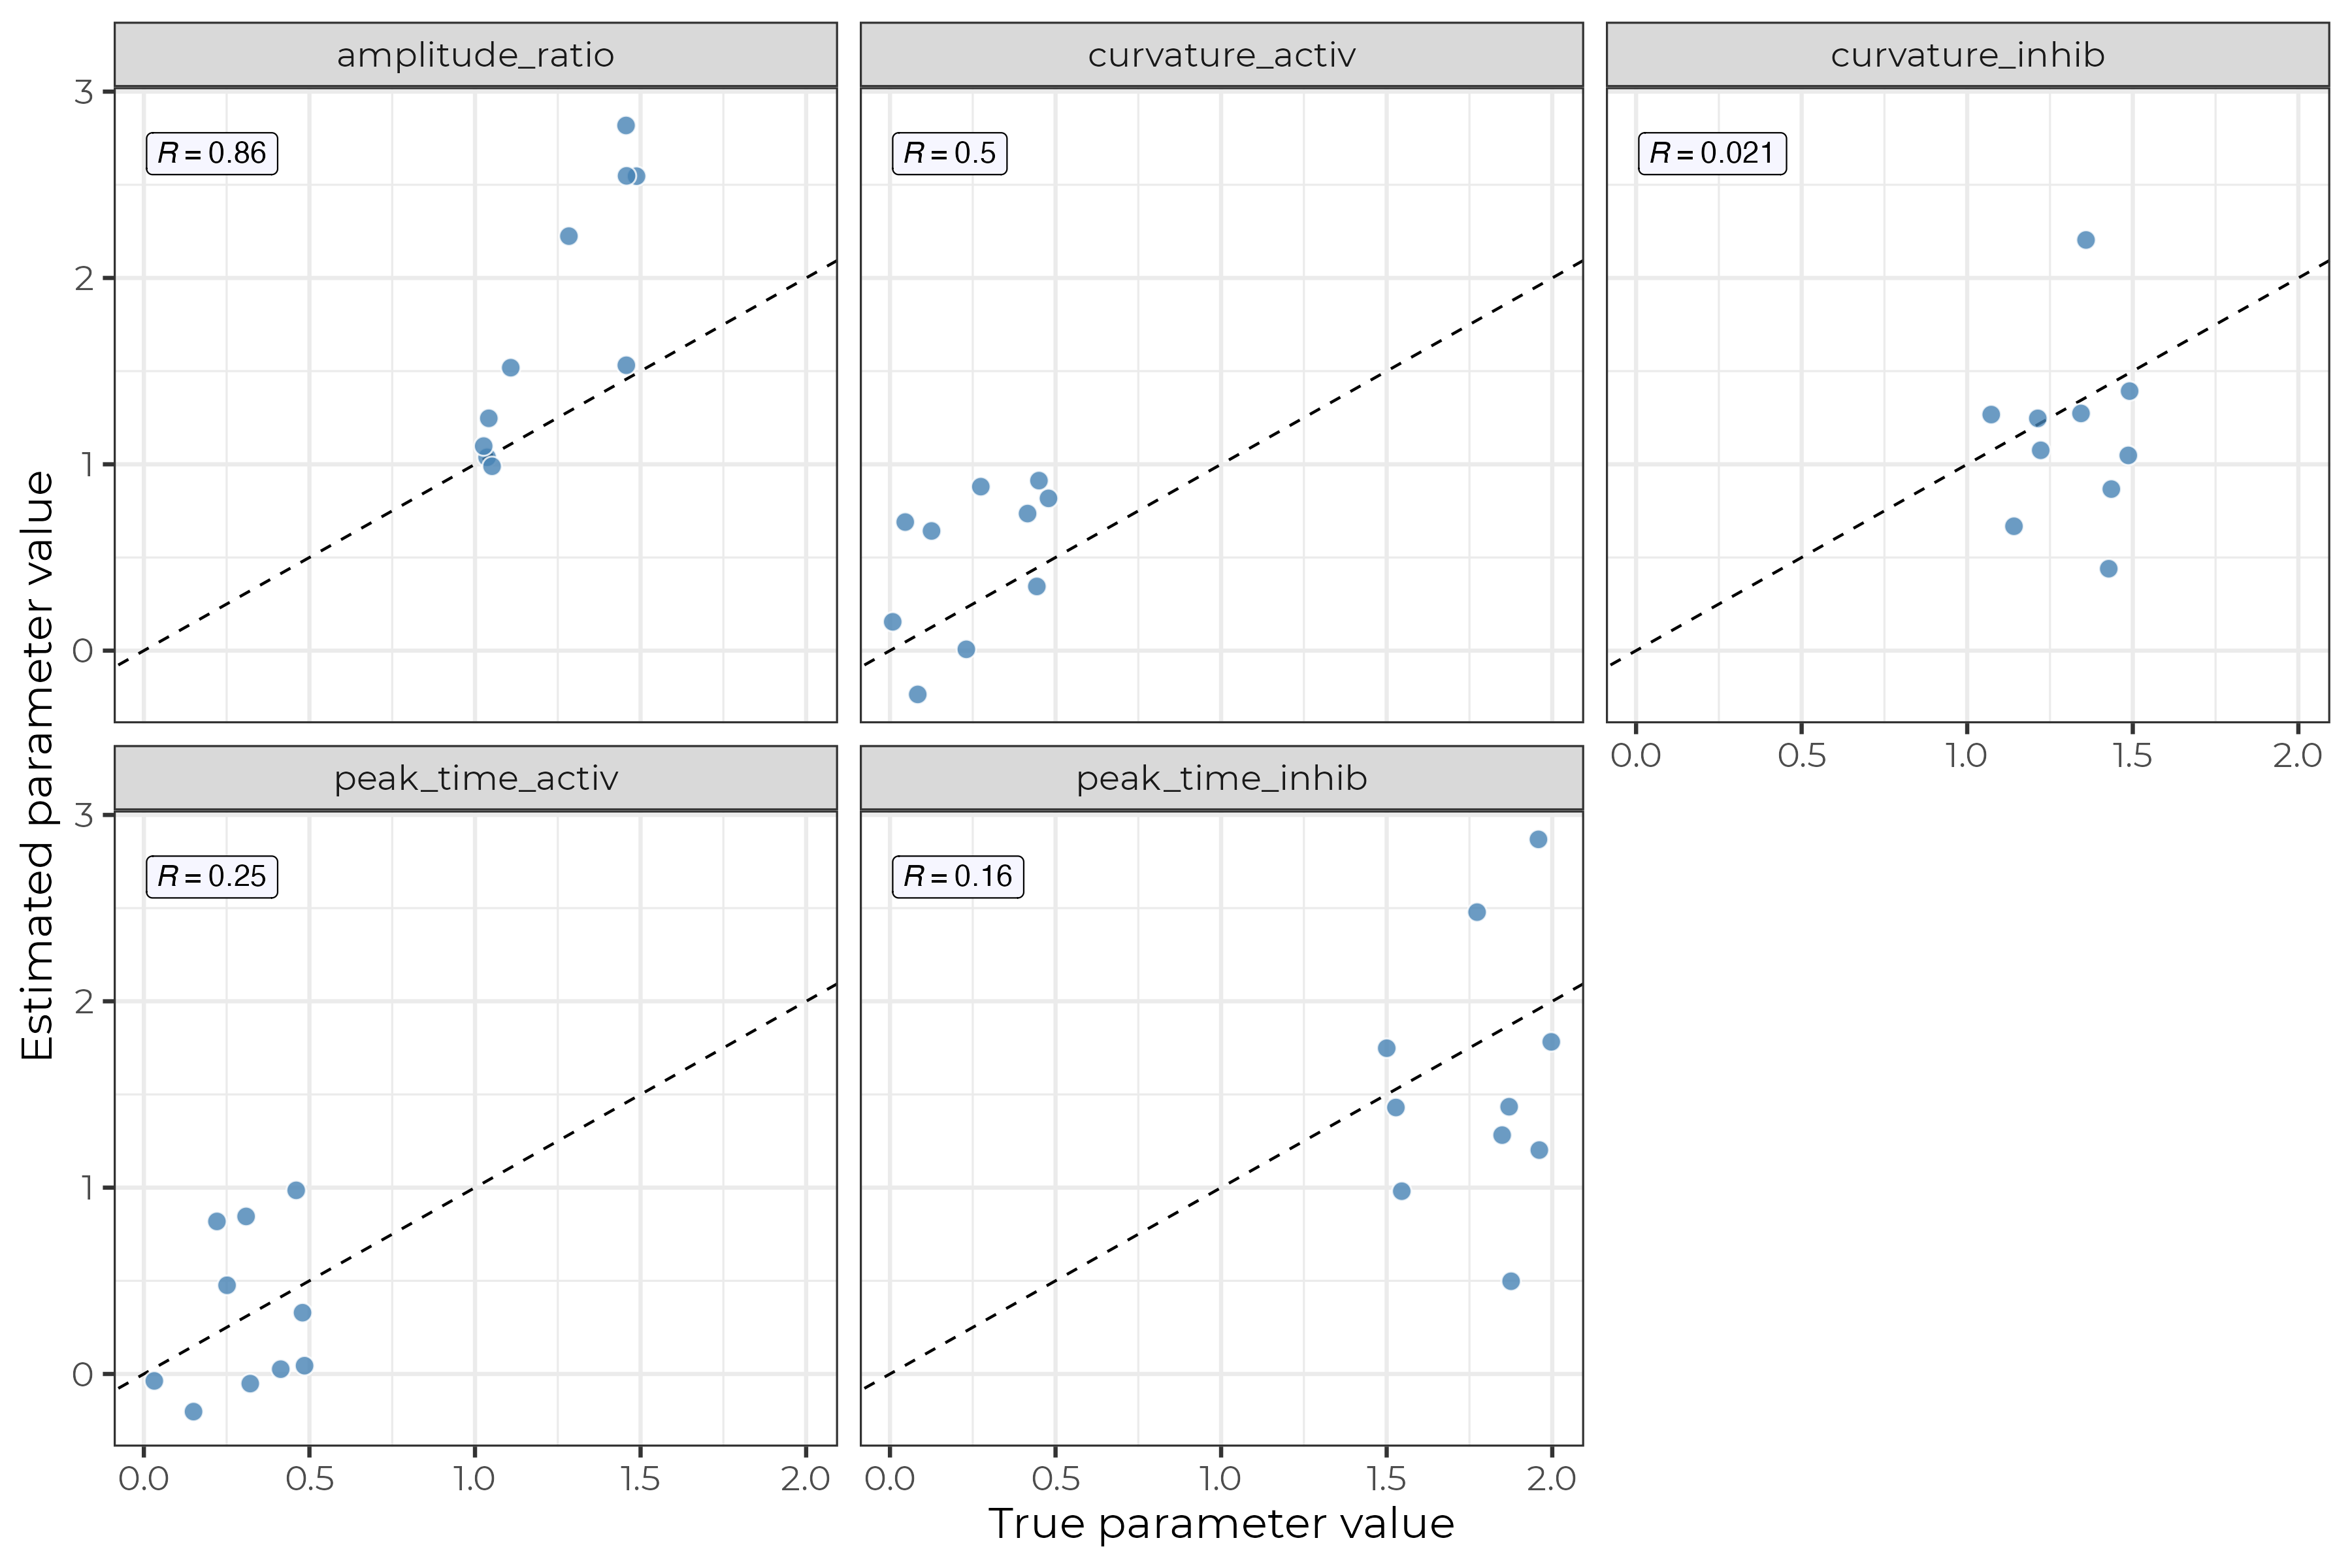 amplitude_ratio
curvature_activ
curvature_inhib
3
2
1
0
R = 0.86
R = 0.5
R = 0.021
0.0 0.5 1.0 1.5 2.0
peak_time_activ
peak_time_inhib
3
2
1
0
R = 0.25
R = 0.16
0.0 0.5 1.0 1.5 2.0
0.0 0.5 1.0 1.5 2.0
True parameter value
Estimated parameter value